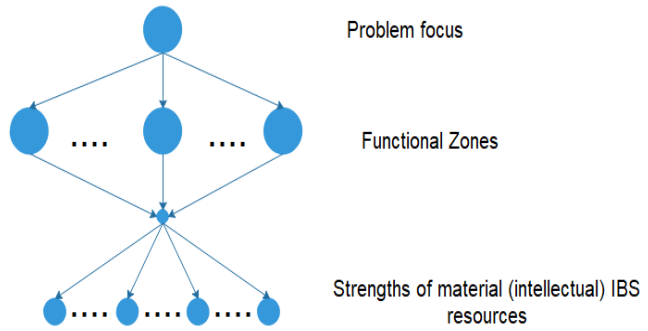 Problem focus
Functional Zones
Strengths of material (intellectual) IBS
resources